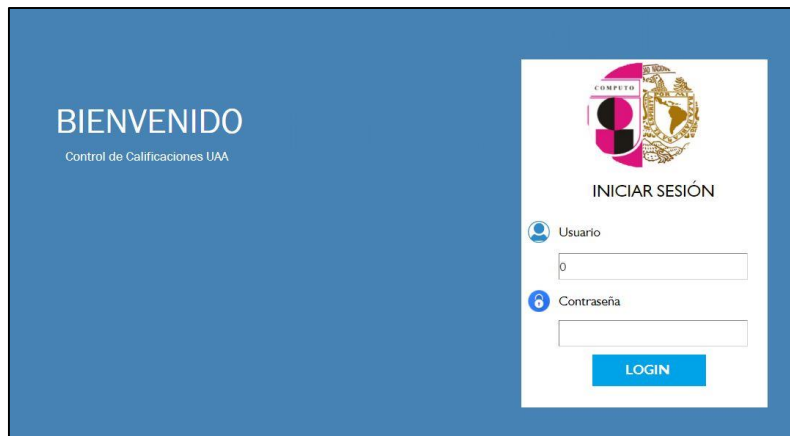 BIENVENIDO
Control de Calificaciones UAA
COMPUTO
INICIAR SESIÓN
Usuario
0
Contraseña
LOGIN